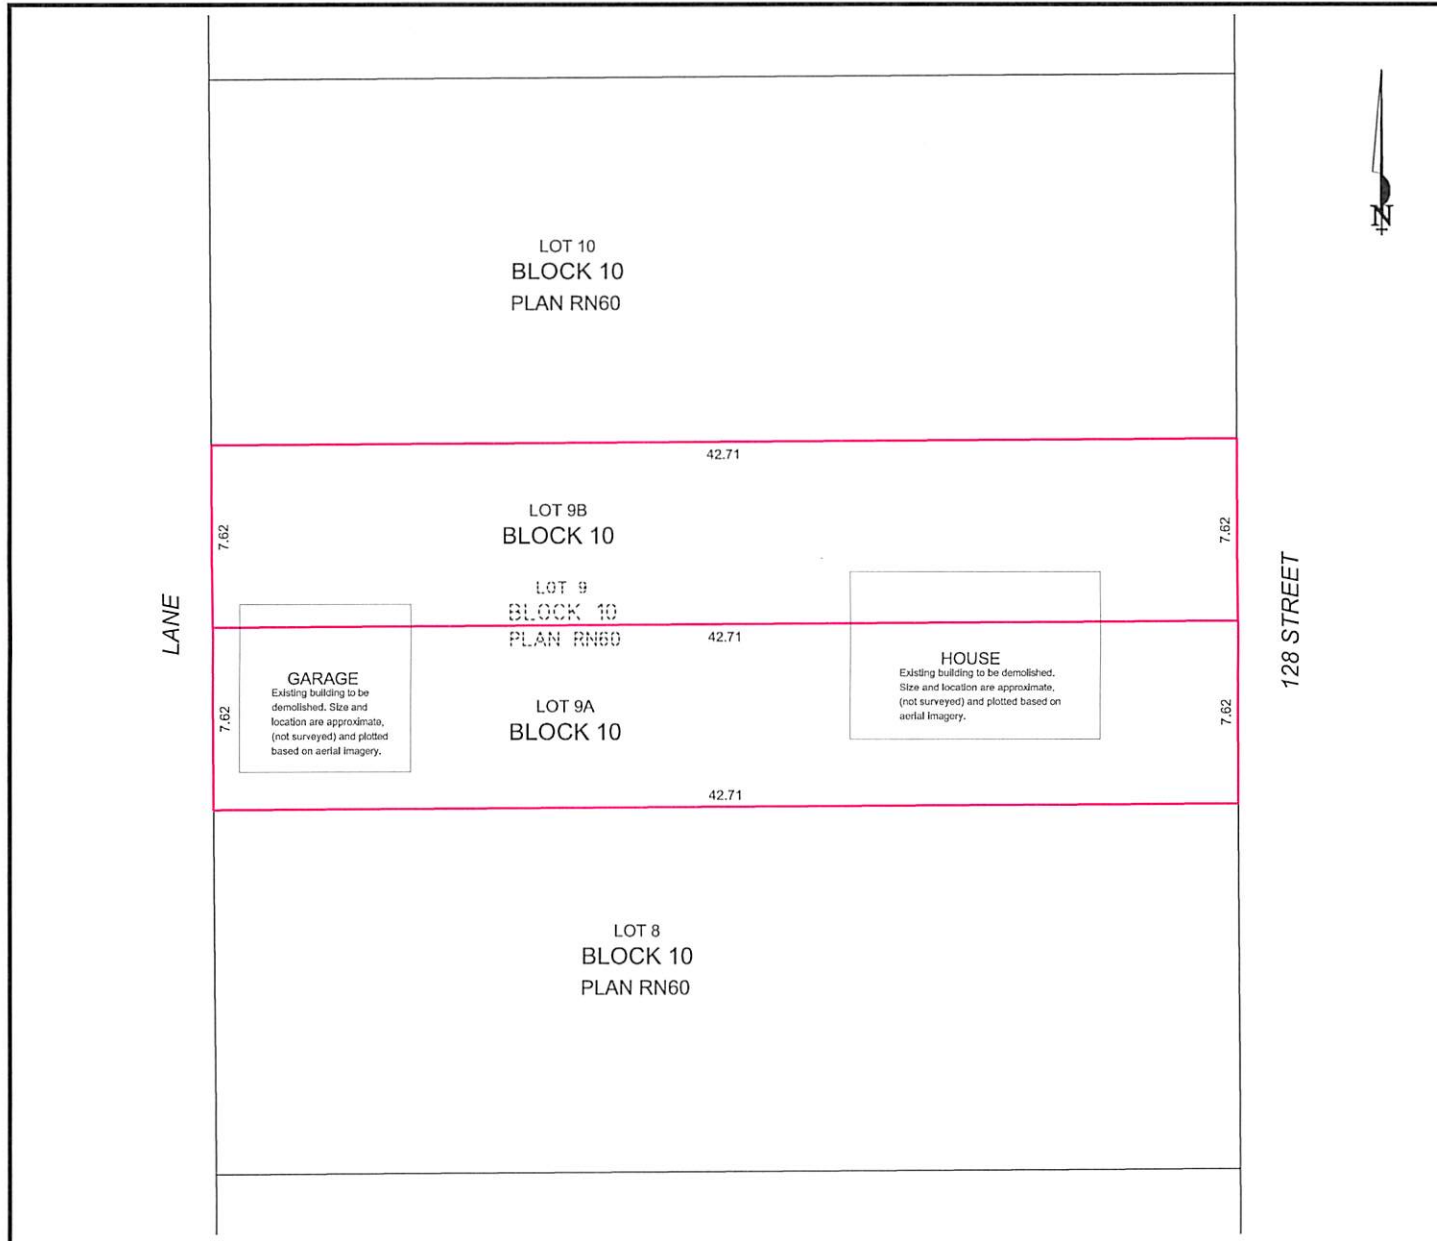 N
LOT 10
BLOCK 10
PLAN RN60
42.71
7.62
LOT 9B
BLOCK 10
7.62
LOT 9
BLOCK 10
PLAN RN60
42.71
LANE
128 STREET
GARAGE
Existing building to be
demolished. Size and
location are approximate,
(not surveyed) and plotted
based on aerial imagery.
7.62
LOT 9A
BLOCK 10
HOUSE
Existing building to be demolished.
Size and location are approximate,
(not surveyed) and plotted based on
aerial imagery.
7.62
42.71
LOT 8
BLOCK 10
PLAN RN60